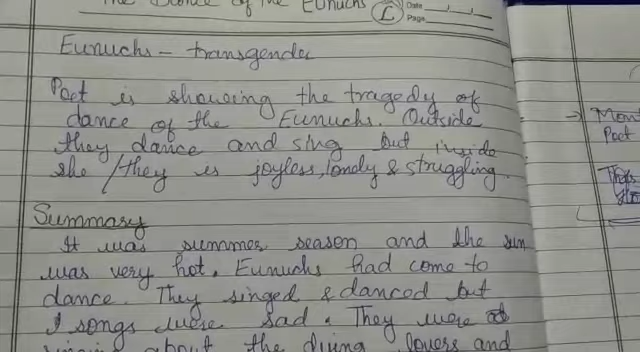 The Dance of the Eunuchs
Date
Page
Eunuchs - transgender
Poet is showing the tragedy of
dance of the Eunuchs. Outside
they dance and sing but inside
she/they is joyless, lonely & struggling.
Summary
It was summer season and the sun
was very hot. Eunuchs had come to
dance. They singed & danced but
songs were sad. They were
about the dying lovers and
Poet